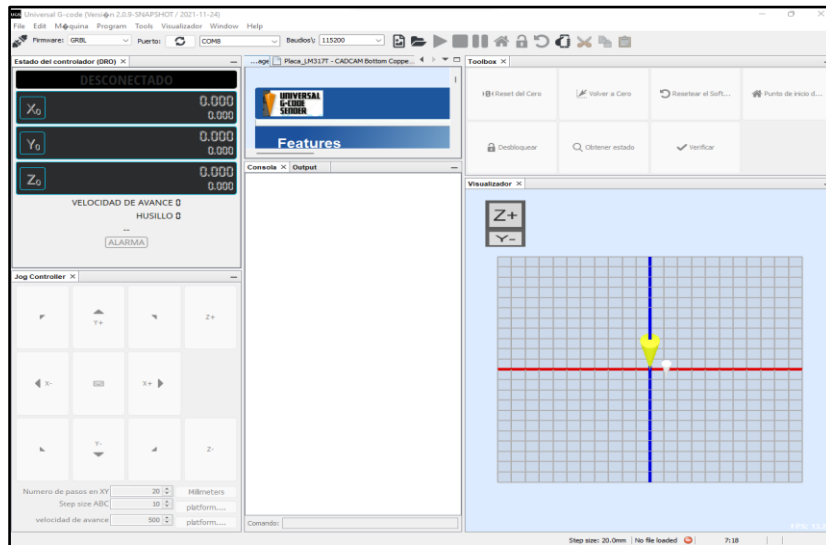 Universal G-code (Versi�n 2.0.9-SNAPSHOT / 2021-11-24)
File Edit M�quina Program Tools Visualizador Window Help
Firmware: GRBL Puerto: COM8 Baudios\: 115200
Estado del controlador (DRO)
DESCONECTADO
X0 0.000
0.000
Y0 0.000
0.000
Z0 0.000
0.000
VELOCIDAD DE AVANCE 0
HUSILLO 0
--
ALARMA
...age Placa_LM317T - CADCAM Bottom Coppe...
UNIVERSAL
G-CODE
SENDER
Features
Consola Output
Comando:
Toolbox
Reset del Cero Volver a Cero Resetear el Soft... Punto de inicio d...
Desbloquear Obtener estado Verificar
Visualizador
Z+
Y-
Jog Controller
Y+ Z+
X- X+
Y- Z-
Numero de pasos en XY 20 Millimeters
Step size ABC 10 platform....
velocidad de avance 500 platform....
Step size: 20.0mm No file loaded 7:18